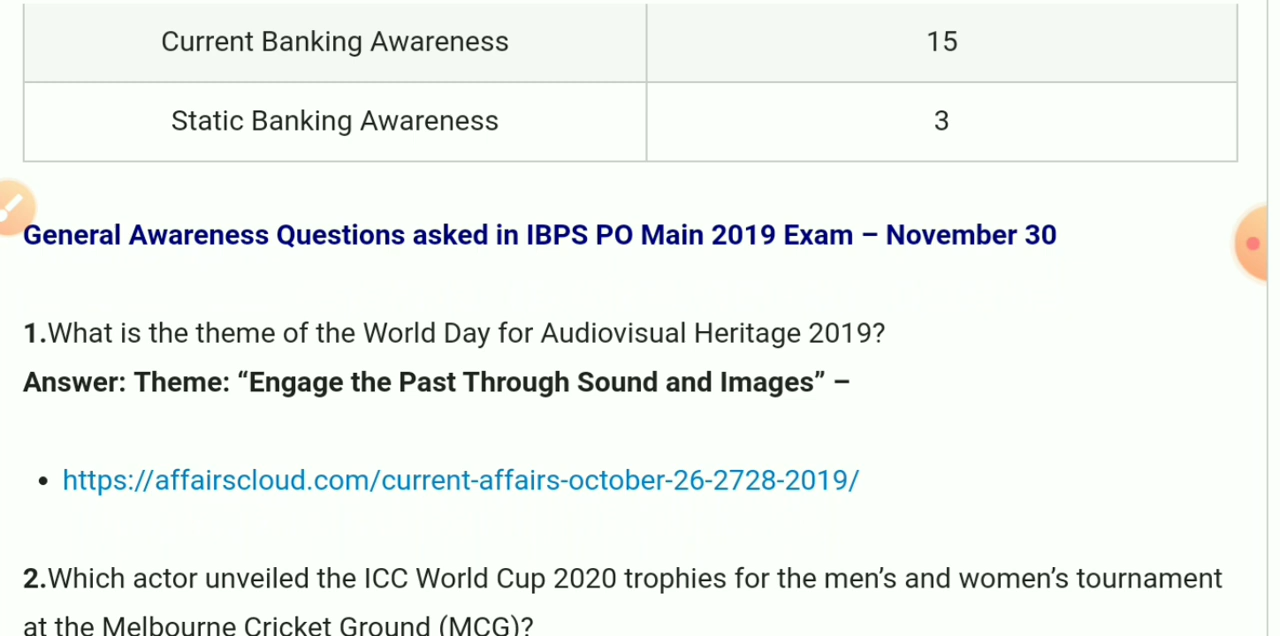 Current Banking Awareness 15
Static Banking Awareness 3
General Awareness Questions asked in IBPS PO Main 2019 Exam – November 30
1.What is the theme of the World Day for Audiovisual Heritage 2019?
Answer: Theme: “Engage the Past Through Sound and Images” –
• https://affairscloud.com/current-affairs-october-26-2728-2019/
2.Which actor unveiled the ICC World Cup 2020 trophies for the men’s and women’s tournament
at the Melbourne Cricket Ground (MCG)?